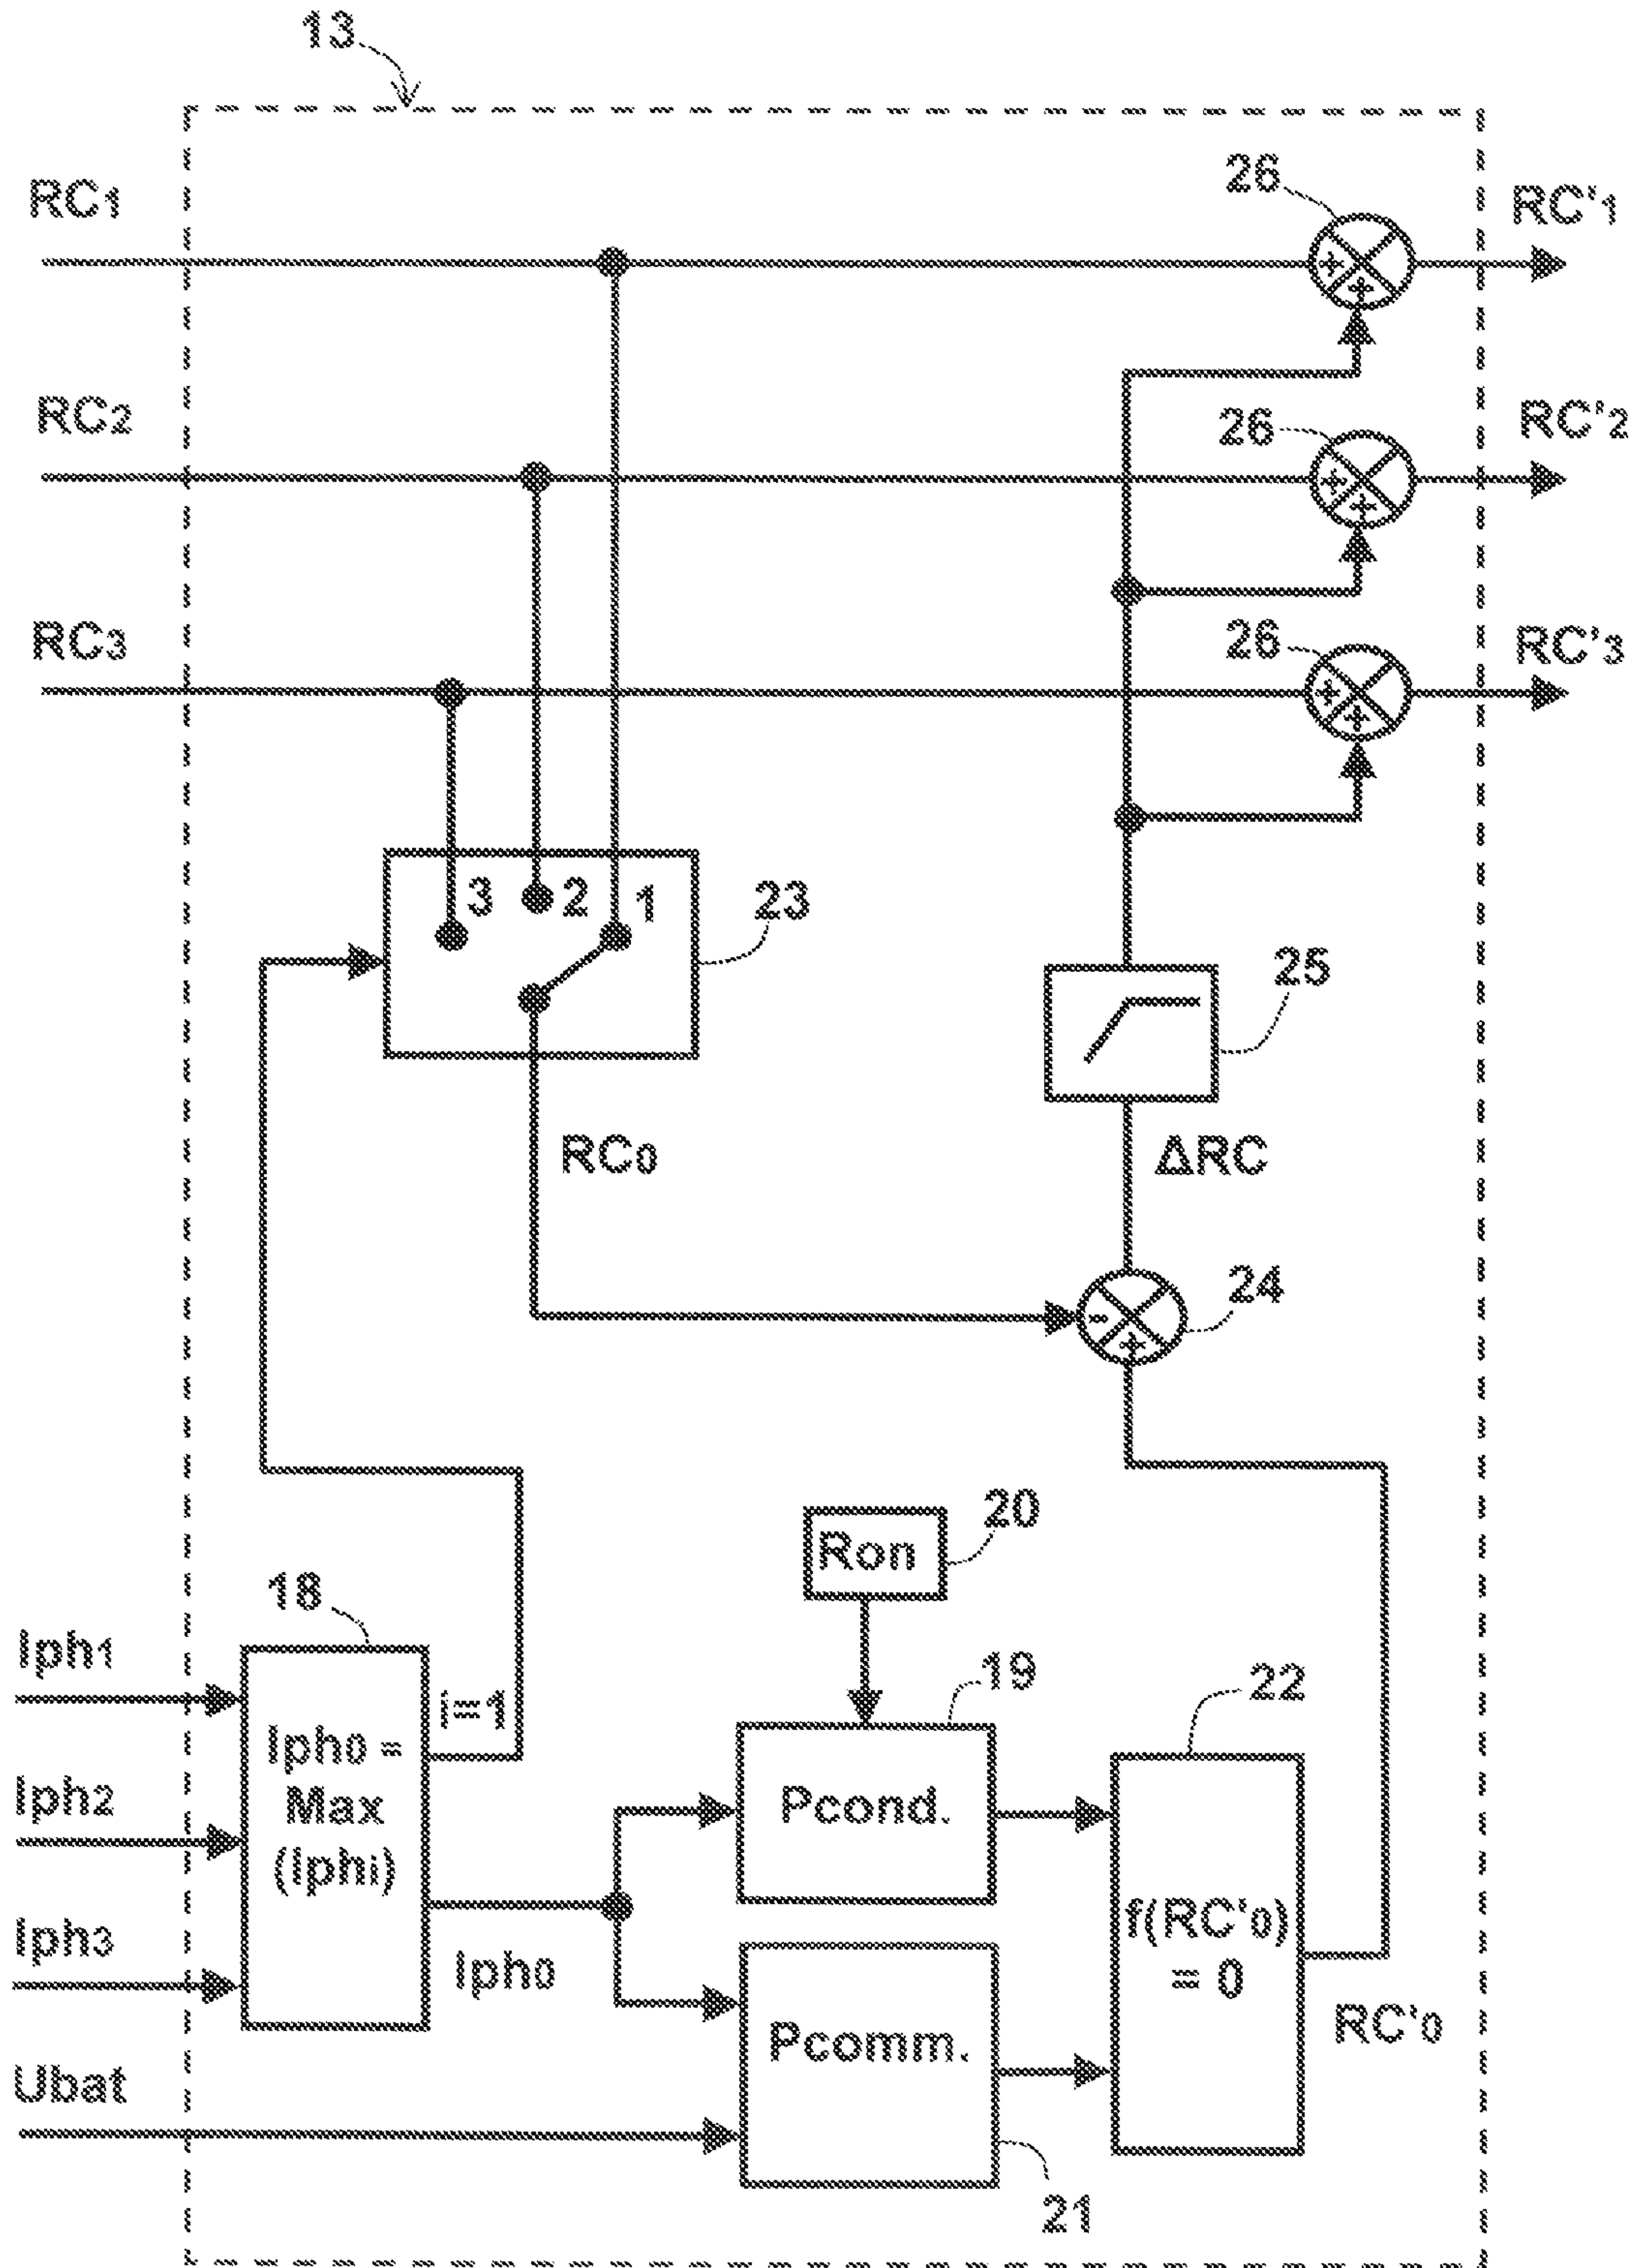 13
26
RC1
RC'1
RC2
26
RC'2
RC3
26
RC'3
+
+
+
+
+
+
3
2
1
23
25
RC0
ΔRC
24
-
+
20
Ron
18
19
22
Iph1
i=1
Iph0 =
Max
(Iphi)
Pcond.
Iph2
f(RC'0)
= 0
Iph3
Iph0
RC'0
Pcomm.
Ubat
21